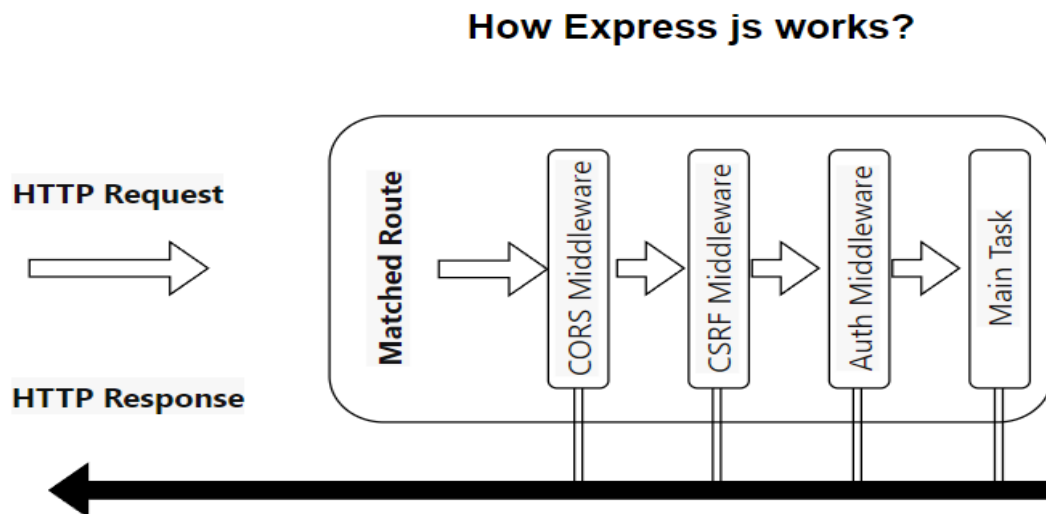 How Express js works?
HTTP Request
HTTP Response
Matched Route
CORS Middleware
CSRF Middleware
Auth Middleware
Main Task